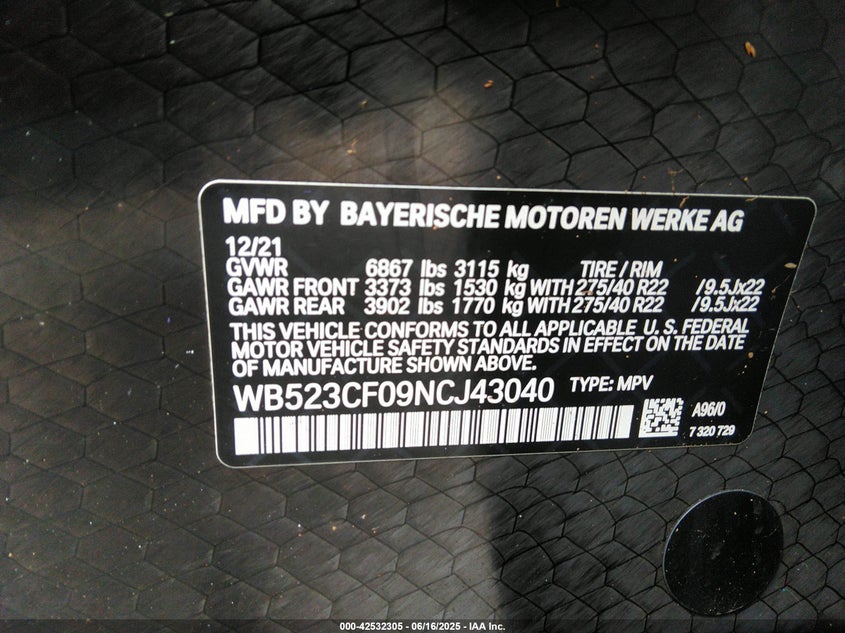 MFD BY BAYERISCHE MOTOREN WERKE AG
12/21
GVWR 6867 lbs 3115 kg TIRE / RIM
GAWR FRONT 3373 lbs 1530 kg WITH 275/40 R22 /9.5Jx22
GAWR REAR 3902 lbs 1770 kg WITH 275/40 R22 /9.5Jx22
THIS VEHICLE CONFORMS TO ALL APPLICABLE U.S. FEDERAL
MOTOR VEHICLE SAFETY STANDARDS IN EFFECT ON THE DATE
OF MANUFACTURE SHOWN ABOVE.
WB523CF09NCJ43040 TYPE: MPV
A96/0
7 320 729
000-42532305 - 06/16/2025 - IAA Inc.